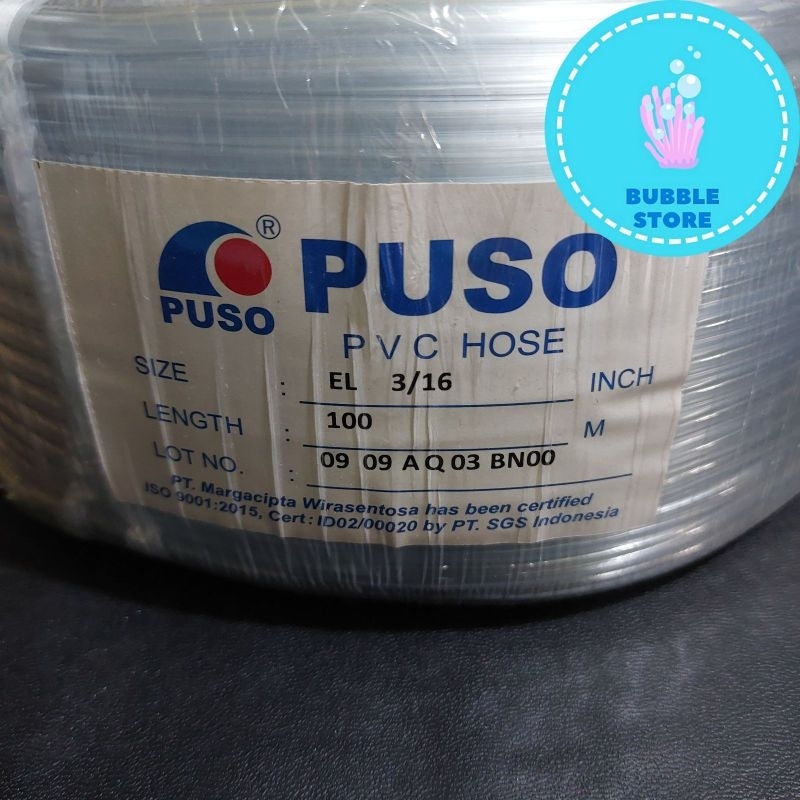 BUBBLE
STORE
®
PUSO
PUSO
PVC HOSE
SIZE : EL 3/16 INCH
LENGTH : 100 M
LOT NO. : 09 09 AQ 03 BN00
PT. Margacipta Wirasentosa has been certified
ISO 9001:2015, Cert : ID02/00020 by PT. SGS Indonesia